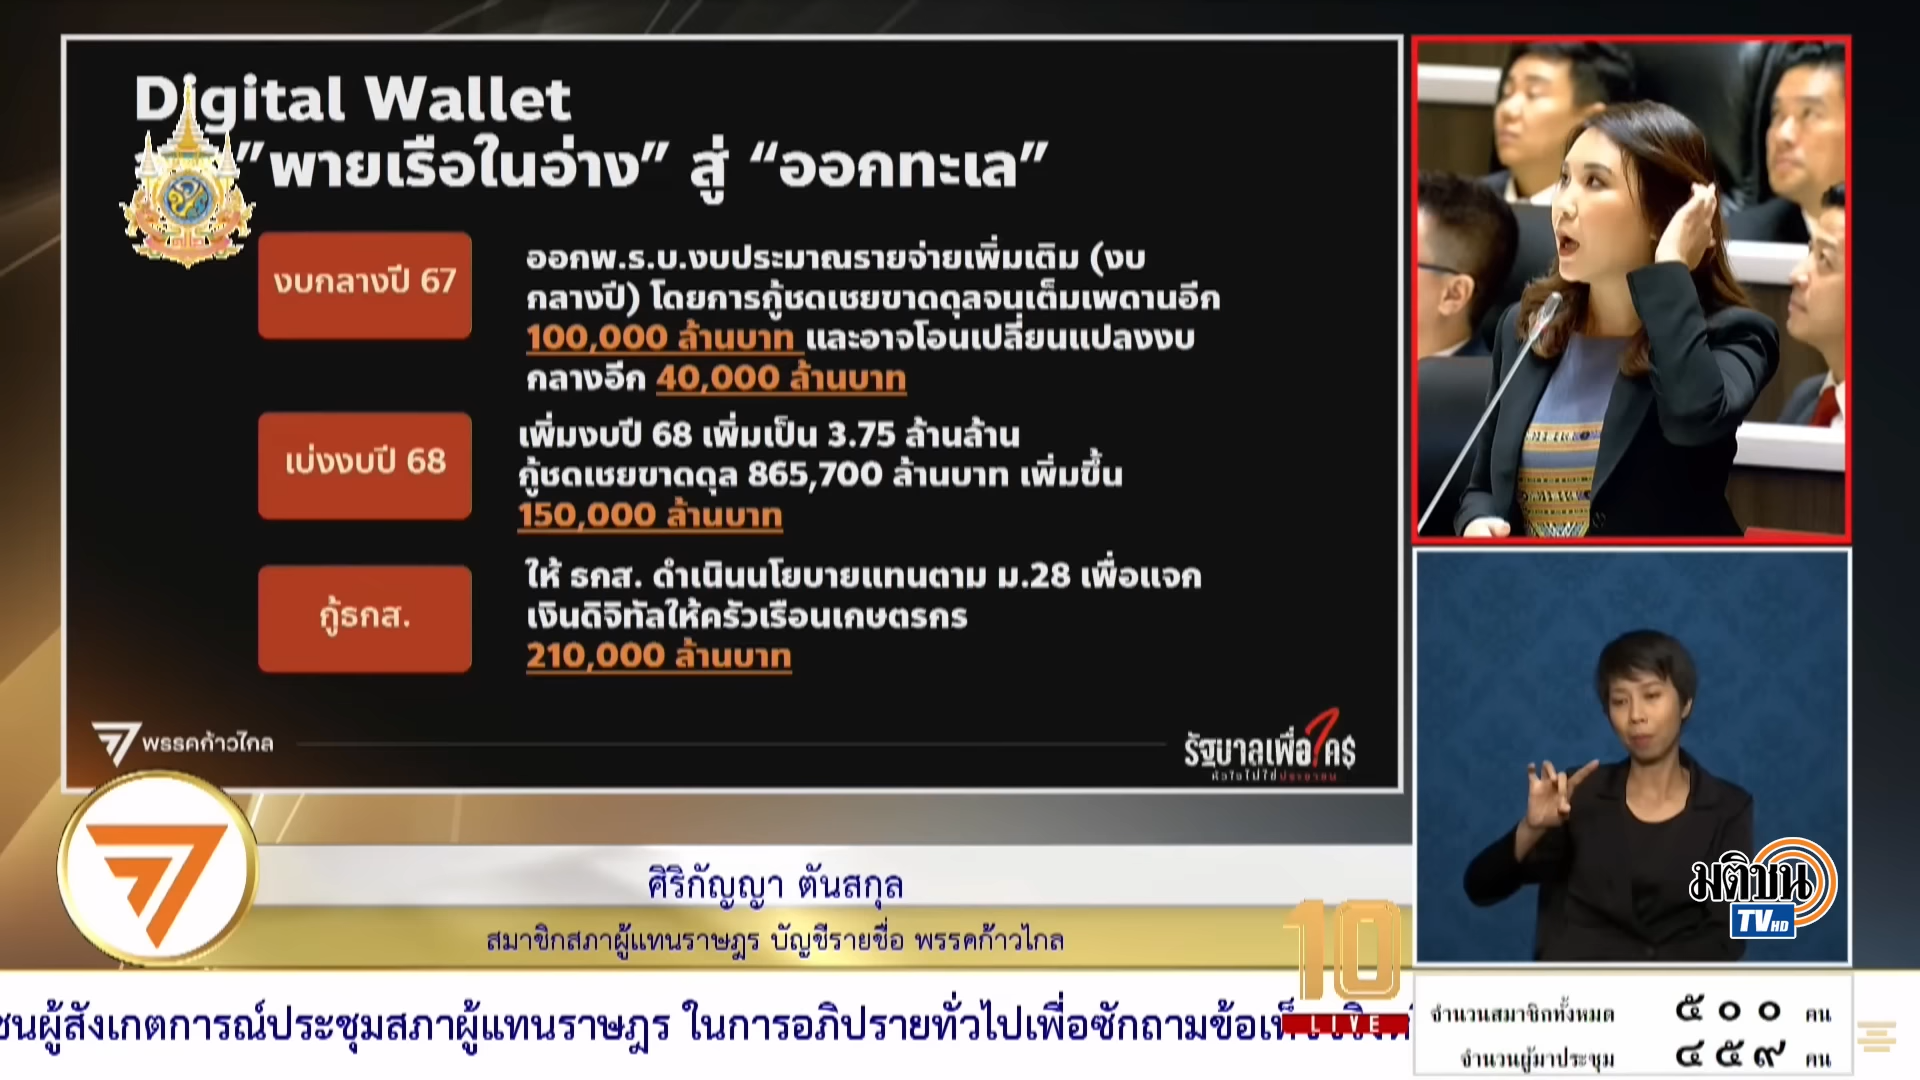 Digital Wallet
”พายเรือในอ่าง” สู่ “ออกทะเล”
งบกลางปี 67
ออกพ.ร.บ.งบประมาณรายจ่ายเพิ่มเติม (งบ
กลางปี) โดยการกู้ชดเชยขาดดุลจนเต็มเพดานอีก
100,000 ล้านบาท และอาจโอนเปลี่ยนแปลงงบ
กลางอีก 40,000 ล้านบาท
เบ่งงบปี 68
เพิ่มงบปี 68 เพิ่มเป็น 3.75 ล้านล้าน
กู้ชดเชยขาดดุล 865,700 ล้านบาท เพิ่มขึ้น
150,000 ล้านบาท
กู้ธกส.
ให้ ธกส. ดำเนินนโยบายแทนตาม ม.28 เพื่อแจก
เงินดิจิทัลให้ครัวเรือนเกษตรกร
210,000 ล้านบาท
พรรคก้าวไกล
รัฐบาลเพื่อใคร$
หัวใจไม่ใช่ประชาชน
ศิริกัญญา ตันสกุล
สมาชิกสภาผู้แทนราษฎร บัญชีรายชื่อ พรรคก้าวไกล
10
LIVE
มติชน
TV HD
ชนผู้สังเกตการณ์ประชุมสภาผู้แทนราษฎร ในการอภิปรายทั่วไปเพื่อซักถามข้อเท็จจริง
จำนวนสมาชิกทั้งหมด ๕๐๐ คน
จำนวนผู้มาประชุม ๔๕๙ คน